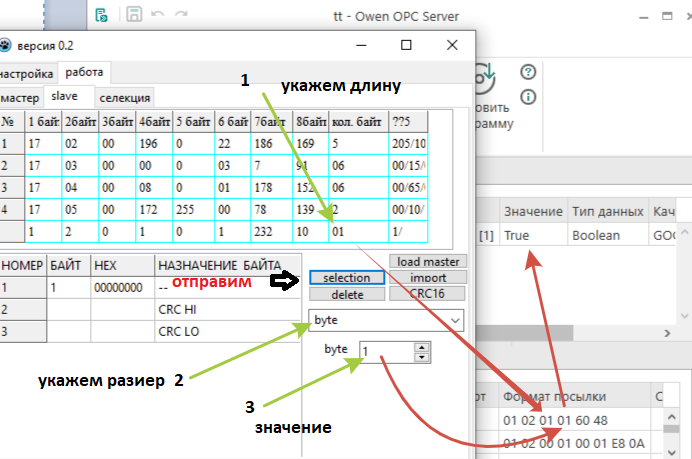 tt - Owen OPC Server
версия 0.2
настройка работа
мастер slave селекция
1 укажем длину
овить
рамму
№ 1 байт 2байт 3байт 4байт 5 байт 6 байт 7байт 8байт кол. байт ??5
1 17 02 00 196 0 22 186 169 5 205/10
2 17 03 00 00 0 03 7 91 06 00/15/
3 17 04 00 08 0 01 178 152 06 00/65/
4 17 05 00 172 255 00 78 139 2 00/10/
1 2 0 1 0 1 232 10 01 1/
Значение Тип данных Кач
[1] True Boolean GOO
НОМЕР БАЙТ HEX НАЗНАЧЕНИЕ БАЙТА
1 1 00000000 --
2 CRC HI
3 CRC LO
отправим
load master
selection import
delete CRC16
byte
byte 1
укажем размер 2
3 значение
рт Формат посылки С
01 02 01 01 60 48
01 02 00 01 00 01 E8 0A